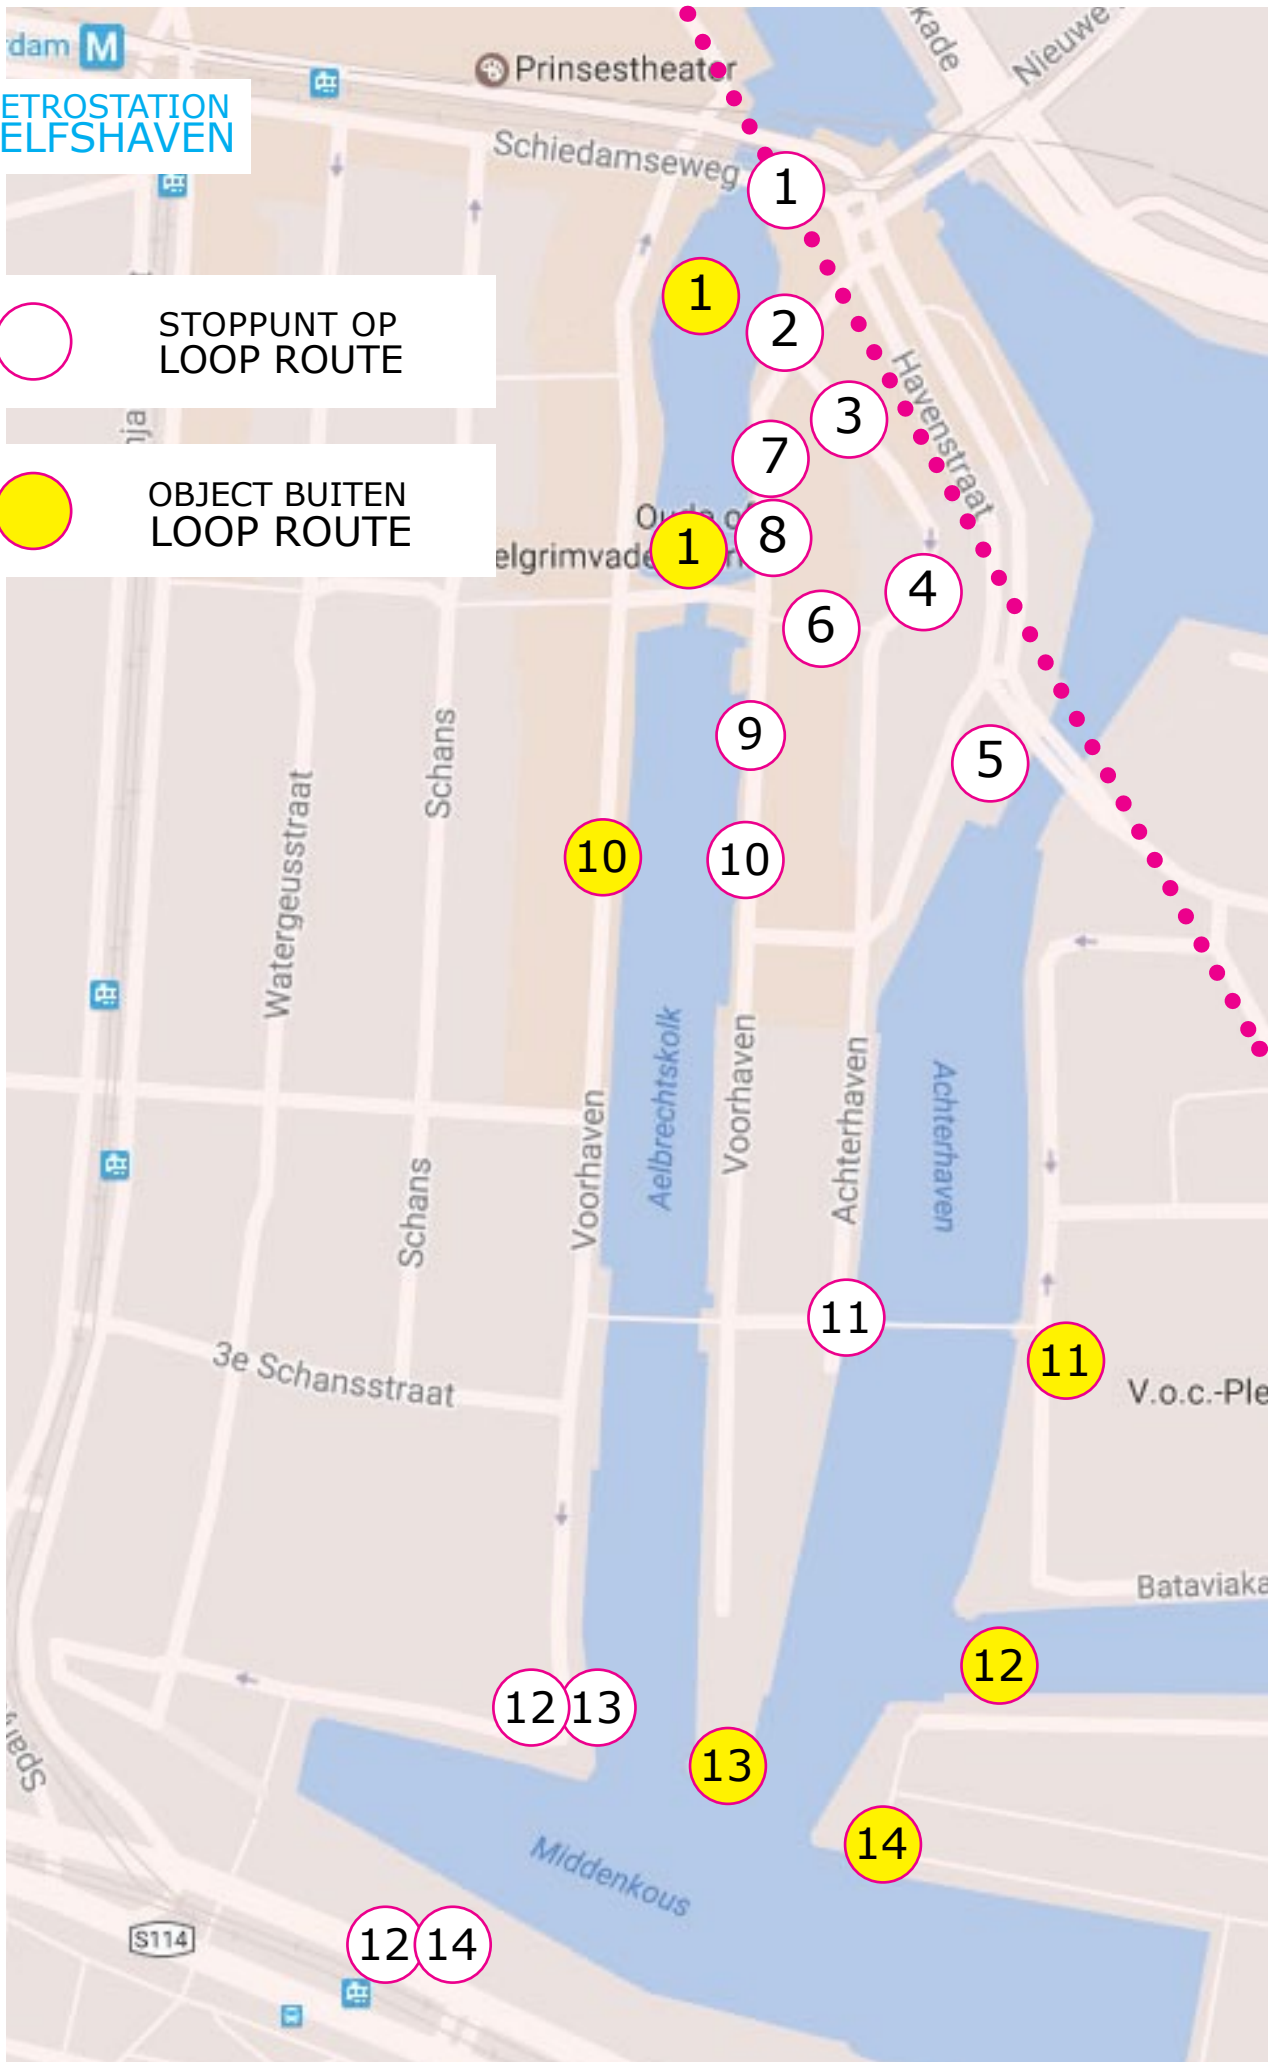 rdam M
Prinsestheater
kade
Nieuwe
ETROSTATION
ELFSHAVEN
Schiedamseweg
1
1
2
STOPPUNT OP
LOOP ROUTE
Havenstraat
3
7
OBJECT BUITEN
LOOP ROUTE
8
1
4
6
9
5
Schans
Watergeusstraat
10
10
Aelbrechtskolk
Voorhaven
Voorhaven
Achterhaven
Achterhaven
Schans
11
11
3e Schansstraat
V.o.c.-Ple
Bataviaka
12
12
13
13
14
Middenkous
Span
S114
12
14